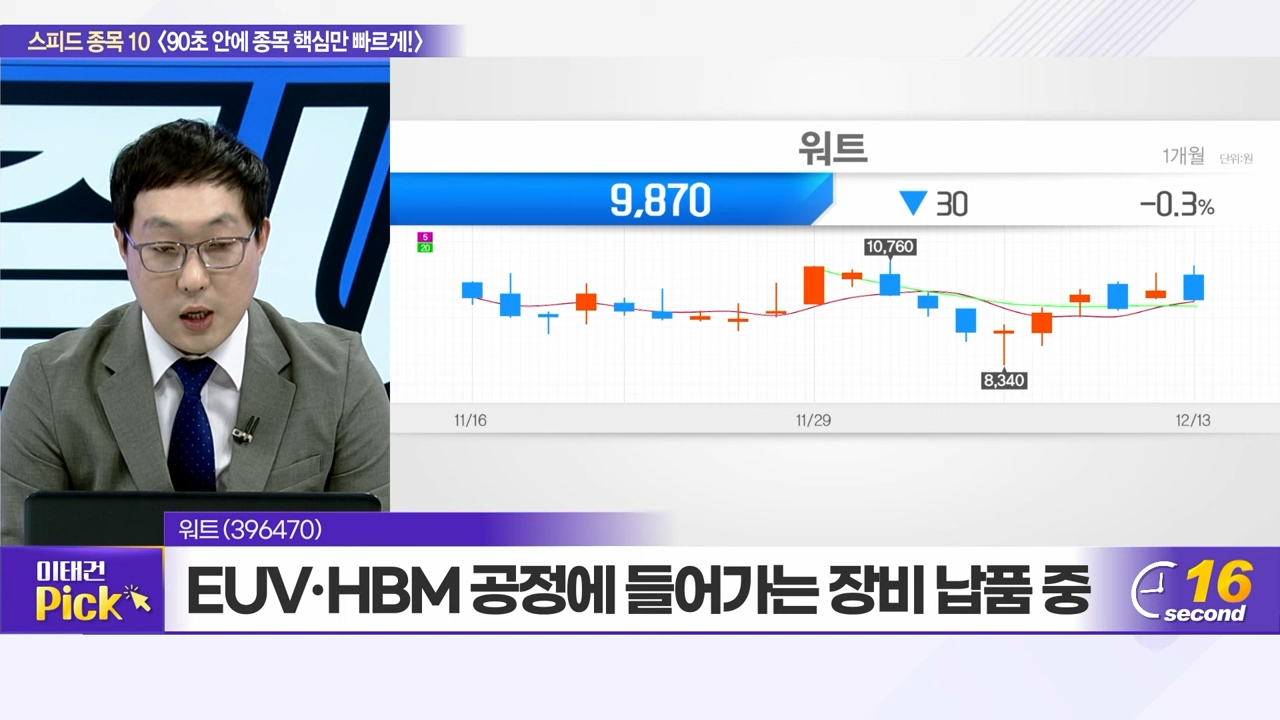 스피드 종목 10 〈90초 안에 종목 핵심만 빠르게!〉
워트
1개월 단위:원
9,870 ▼30 -0.3%
5
20
10,760
8,340
11/16 11/29 12/13
워트(396470)
이태건
Pick
EUV·HBM 공정에 들어가는 장비 납품 중
16
second